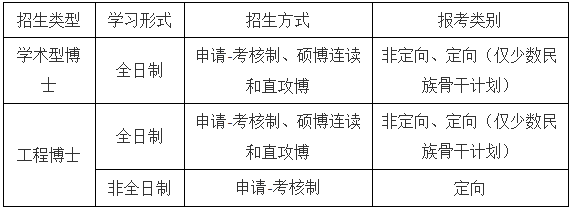 招生类型 学习形式 招生方式 报考类别
学术型博士 全日制 申请-考核制、硕博连读和直攻博 非定向、定向（仅少数民族骨干计划）
工程博士 全日制 申请-考核制、硕博连读和直攻博 非定向、定向（仅少数民族骨干计划）
非全日制 申请-考核制 定向